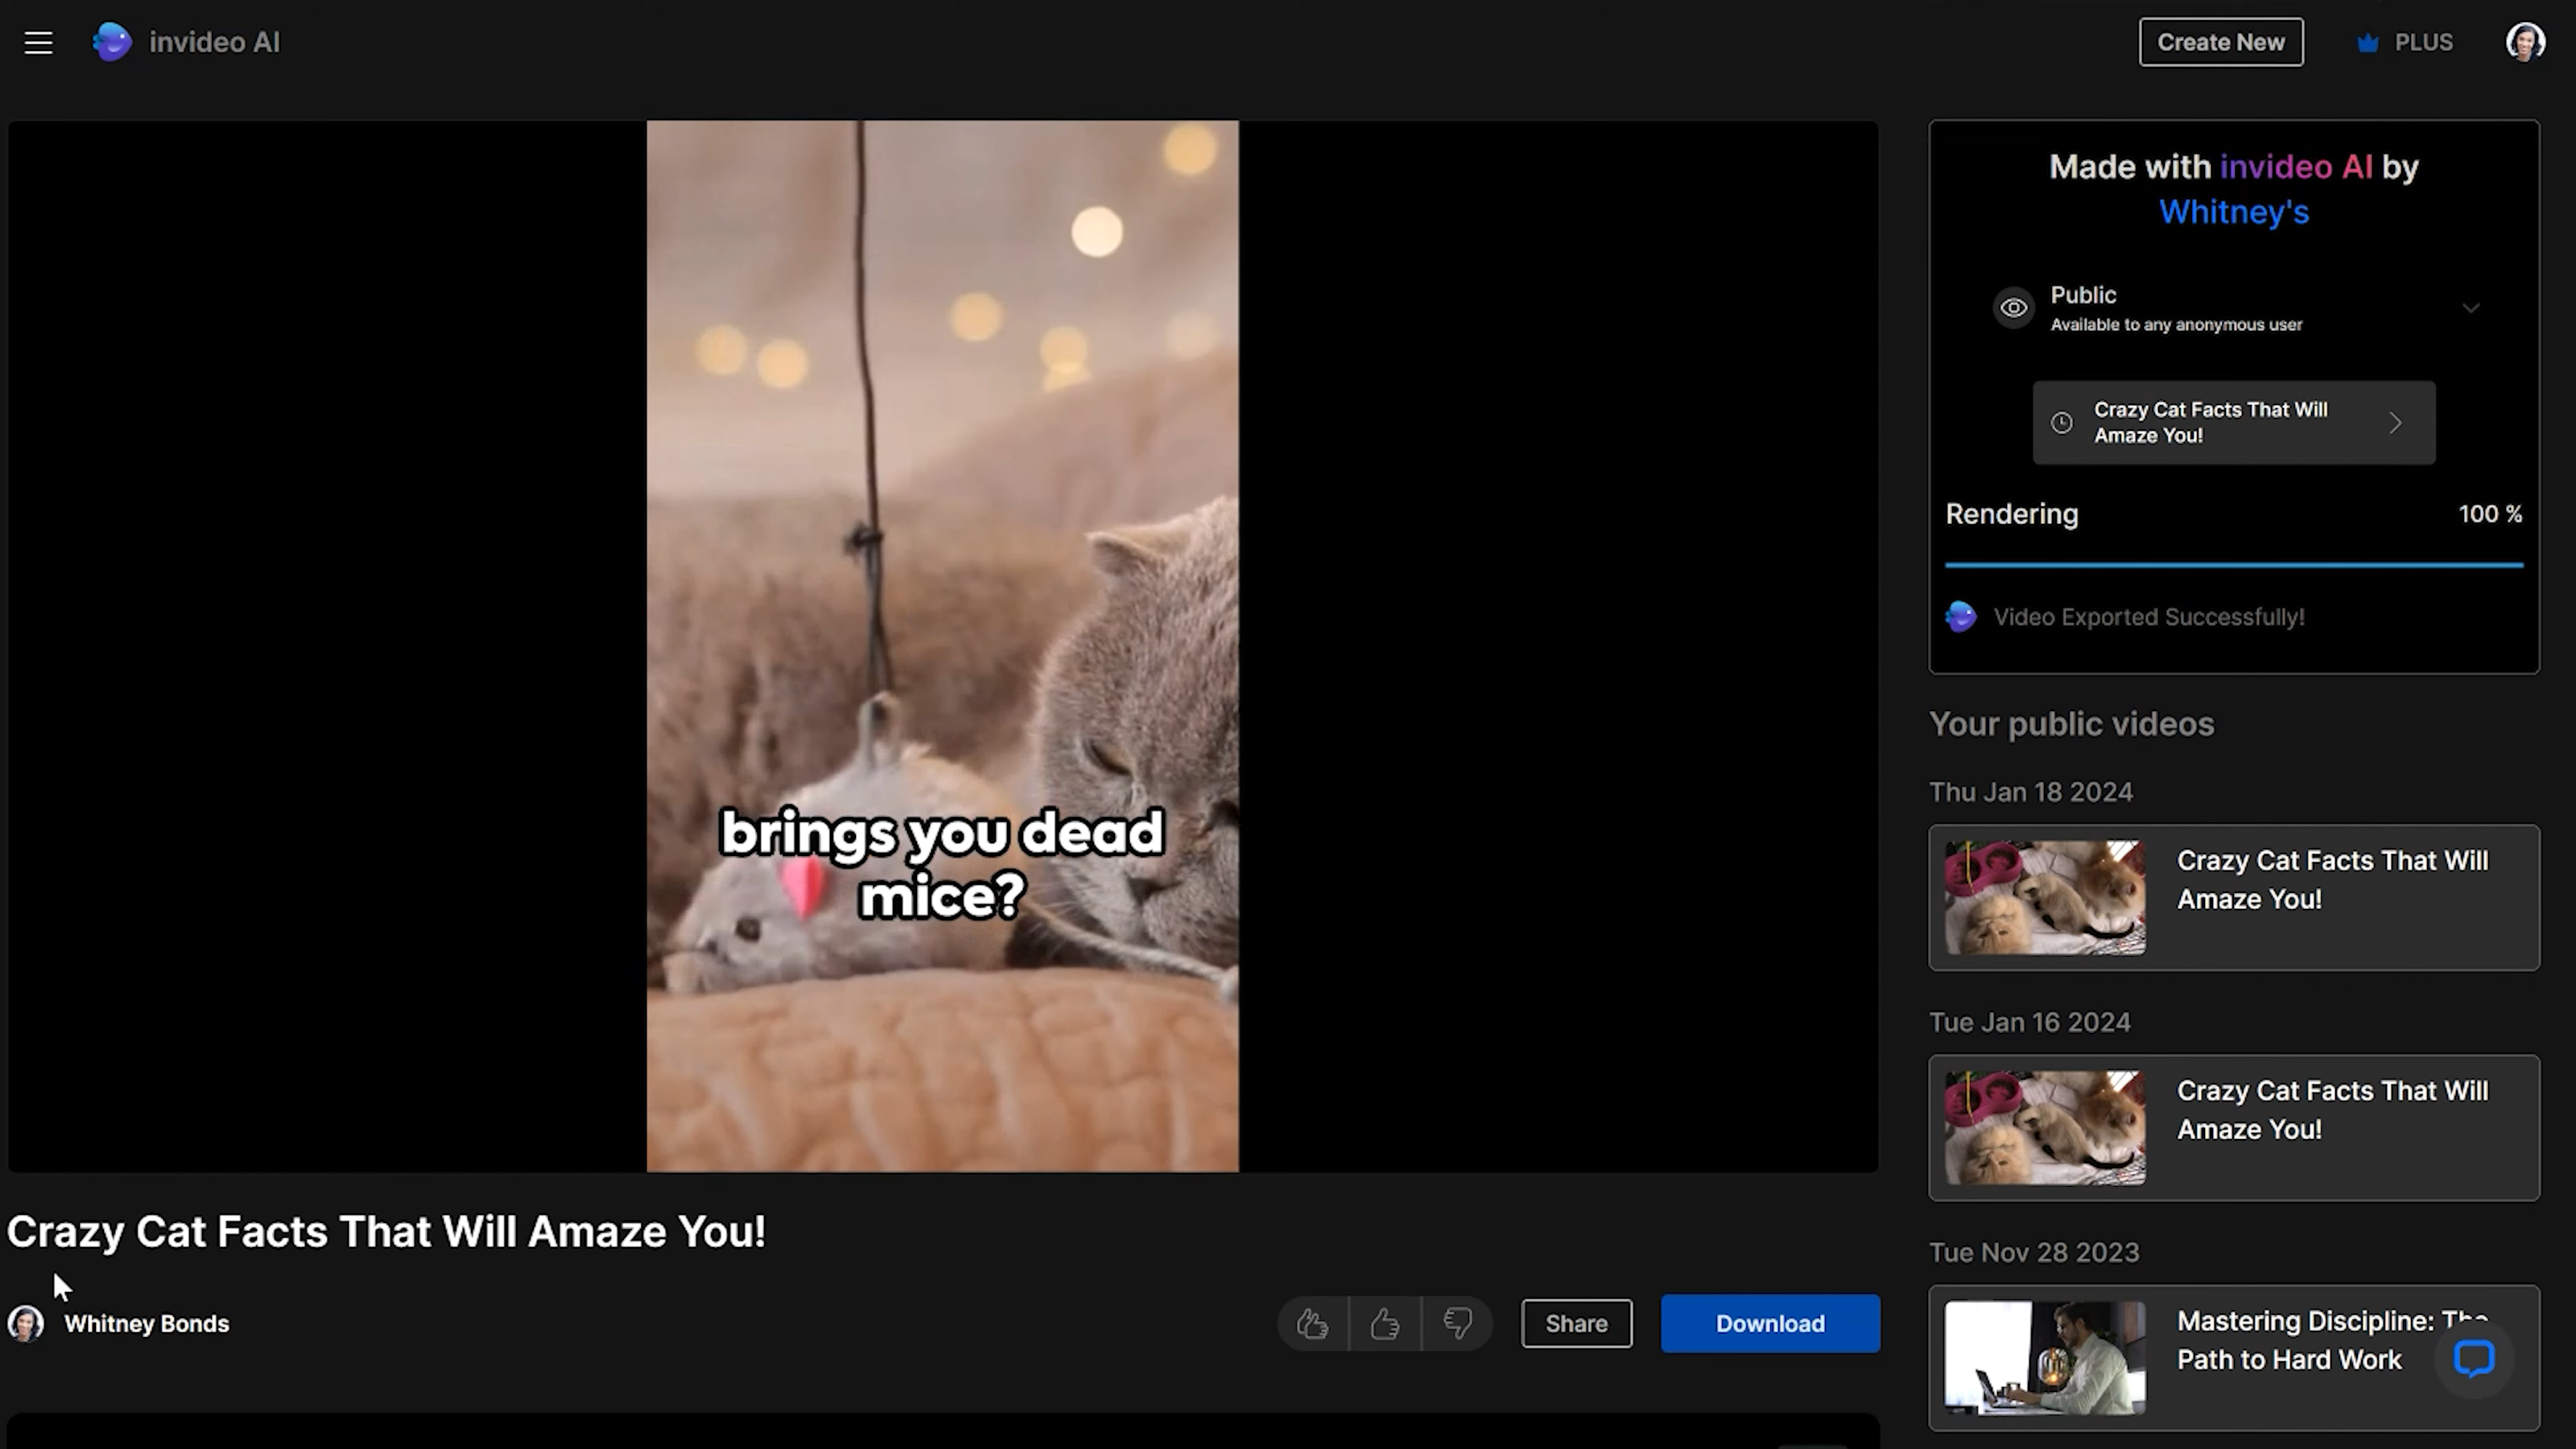 invideo AI
Create New
PLUS
brings you dead
mice?
Made with invideo AI by
Whitney's
Public
Available to any anonymous user
Crazy Cat Facts That Will
Amaze You!
Rendering
100 %
Video Exported Successfully!
Your public videos
Thu Jan 18 2024
Crazy Cat Facts That Will
Amaze You!
Tue Jan 16 2024
Crazy Cat Facts That Will
Amaze You!
Tue Nov 28 2023
Mastering Discipline: The
Path to Hard Work
Crazy Cat Facts That Will Amaze You!
Whitney Bonds
Share
Download